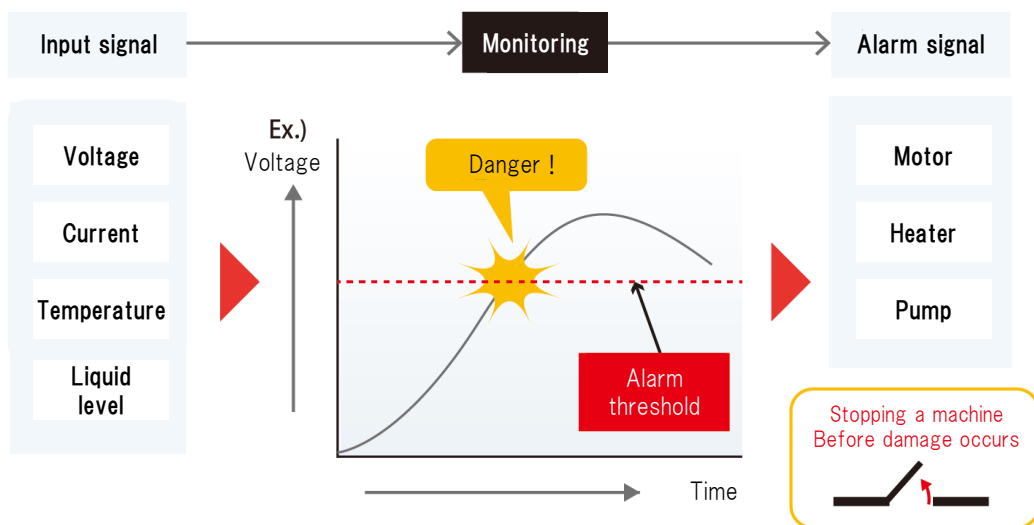 Input signal
Monitoring
Alarm signal
Voltage
Current
Temperature
Liquid
level
Ex.)
Voltage
Danger !
Alarm
threshold
Time
Motor
Heater
Pump
Stopping a machine
Before damage occurs